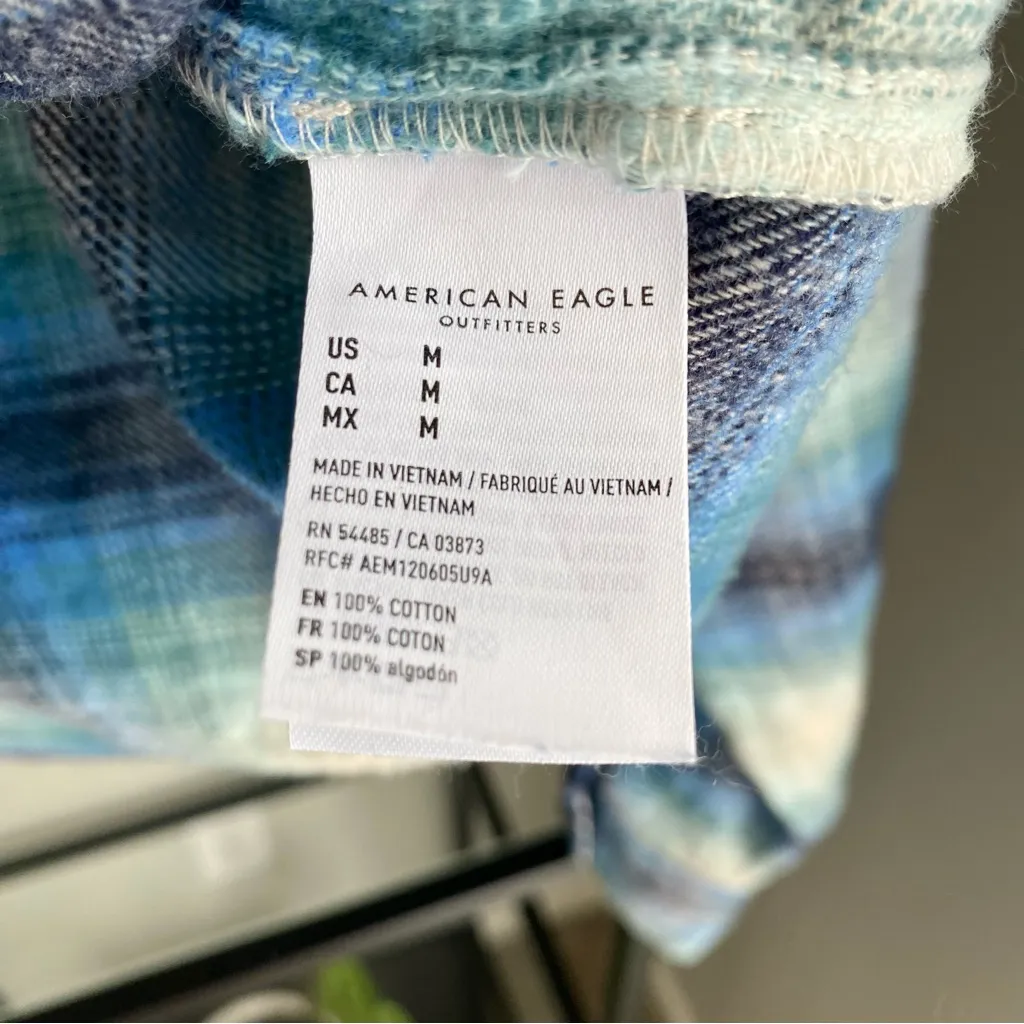 AMERICAN EAGLE
OUTFITTERS
US M
CA M
MX M
MADE IN VIETNAM / FABRIQUÉ AU VIETNAM /
HECHO EN VIETNAM
RN 54485 / CA 03873
RFC# AEM120605U9A
EN 100% COTTON
FR 100% COTON
SP 100% algodón